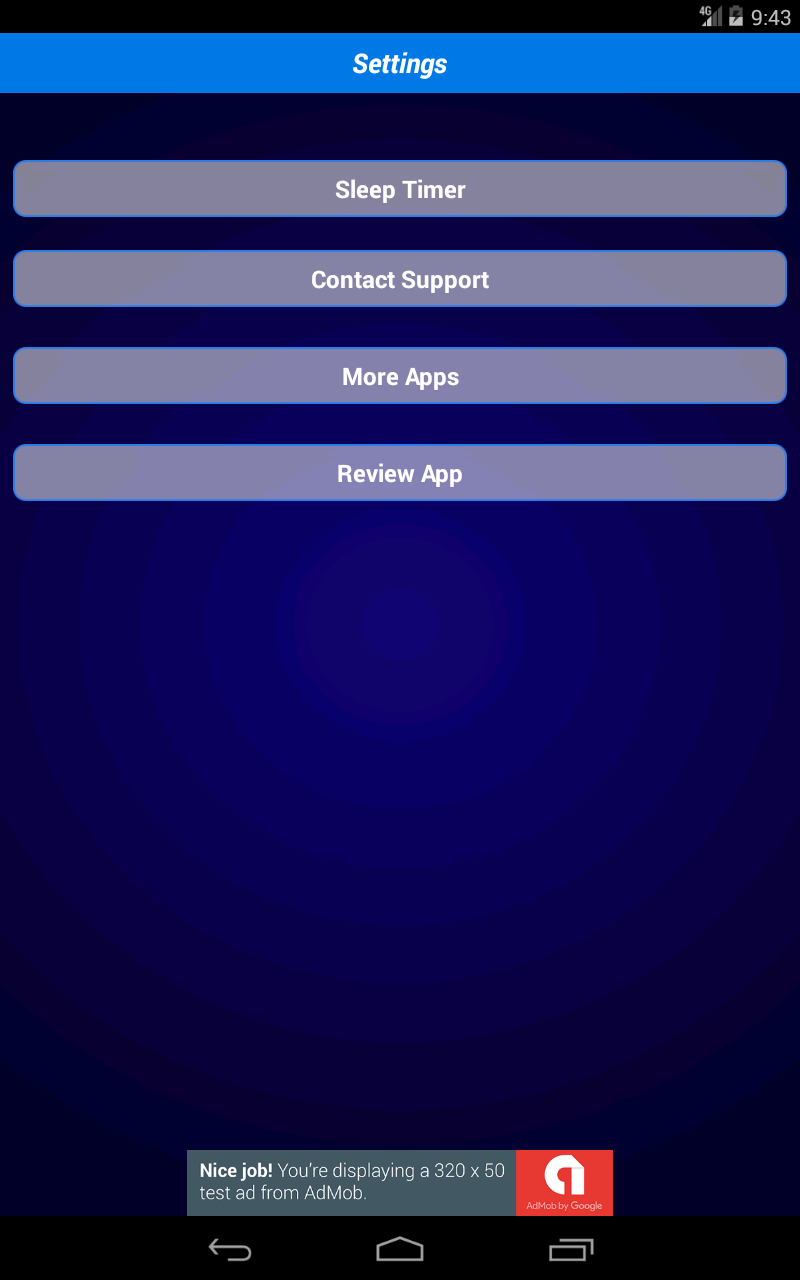 4G 9:43
Settings
Sleep Timer
Contact Support
More Apps
Review App
Nice job! You're displaying a 320 x 50
test ad from AdMob.
AdMob by Google